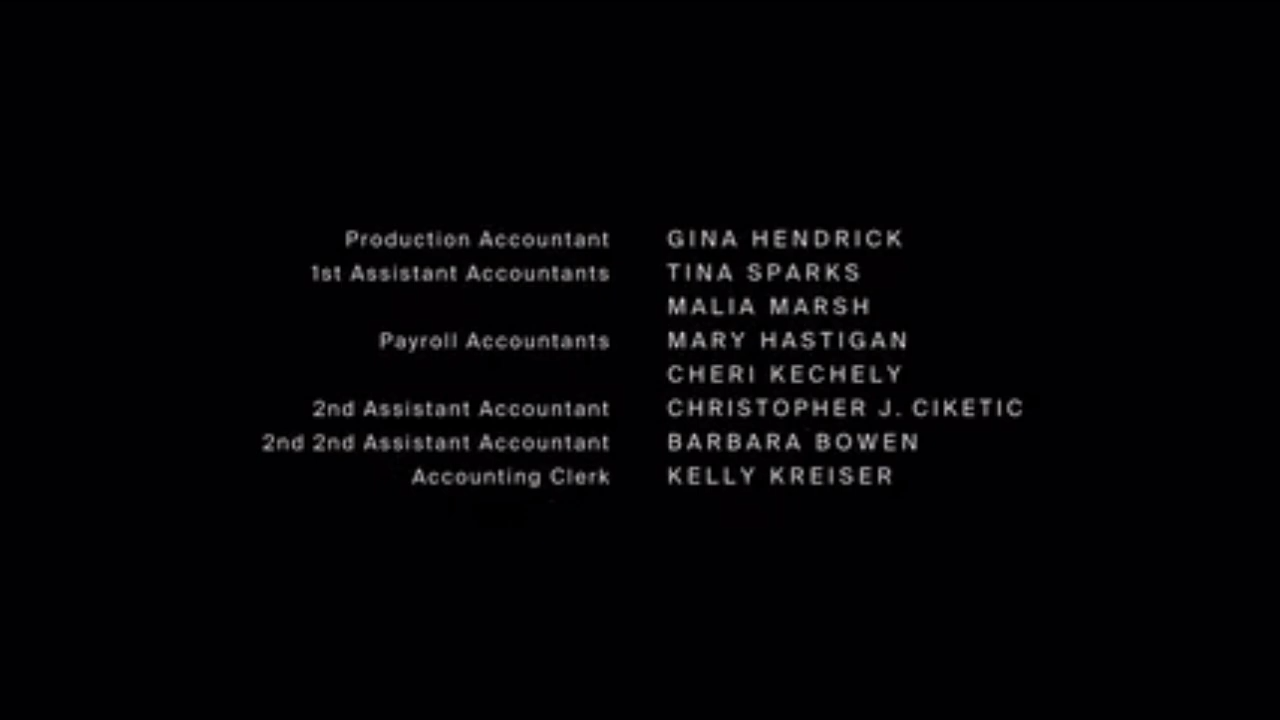 Production Accountant GINA HENDRICK
1st Assistant Accountants TINA SPARKS
MALIA MARSH
Payroll Accountants MARY HASTIGAN
CHERI KECHELY
2nd Assistant Accountant CHRISTOPHER J. CIKETIC
2nd 2nd Assistant Accountant BARBARA BOWEN
Accounting Clerk KELLY KREISER